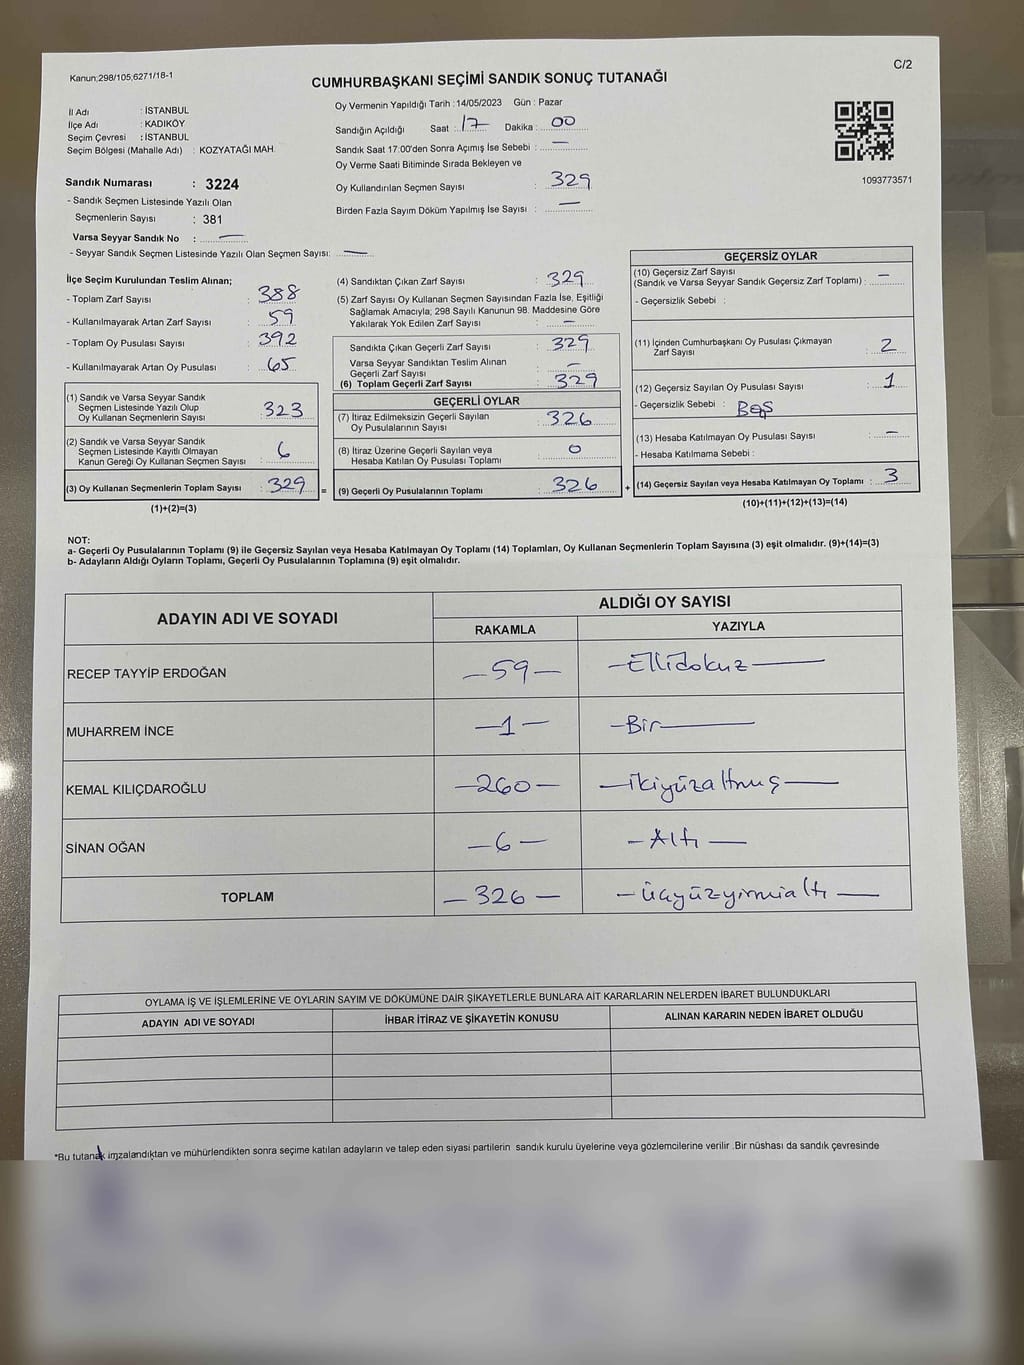 Kanun;298/105,6271/18-1
C/2
CUMHURBAŞKANI SEÇİMİ SANDIK SONUÇ TUTANAĞI
İl Adı : İSTANBUL
İlçe Adı : KADIKÖY
Seçim Çevresi : İSTANBUL
Seçim Bölgesi (Mahalle Adı) : KOZYATAĞI MAH.
Sandık Numarası : 3224
- Sandık Seçmen Listesinde Yazılı Olan
Seçmenlerin Sayısı : 381
Varsa Seyyar Sandık No : —
- Seyyar Sandık Seçmen Listesinde Yazılı Olan Seçmen Sayısı: —
Oy Vermenin Yapıldığı Tarih : 14/05/2023 Gün : Pazar
Sandığın Açıldığı Saat : 17 Dakika : 00
Sandık Saat 17:00'den Sonra Açımış İse Sebebi : —
Oy Verme Saati Bitiminde Sırada Bekleyen ve
Oy Kullandırılan Seçmen Sayısı : 329
Birden Fazla Sayım Döküm Yapılmış İse Sayısı : —
1093773571
İlçe Seçim Kurulundan Teslim Alınan;
- Toplam Zarf Sayısı : 388
- Kullanılmayarak Artan Zarf Sayısı : 59
- Toplam Oy Pusulası Sayısı : 392
- Kullanılmayarak Artan Oy Pusulası : 65
(1) Sandık ve Varsa Seyyar Sandık
Seçmen Listesinde Yazılı Olup
Oy Kullanan Seçmenlerin Sayısı : 323
(2) Sandık ve Varsa Seyyar Sandık
Seçmen Listesinde Kayıtlı Olmayan
Kanun Gereği Oy Kullanan Seçmen Sayısı : 6
(3) Oy Kullanan Seçmenlerin Toplam Sayısı : 329 =
(1)+(2)=(3)
(4) Sandıktan Çıkan Zarf Sayısı : 329
(5) Zarf Sayısı Oy Kullanan Seçmen Sayısından Fazla İse, Eşitliği
Sağlamak Amacıyla; 298 Sayılı Kanunun 98. Maddesine Göre
Yakılarak Yok Edilen Zarf Sayısı : —
Sandıkta Çıkan Geçerli Zarf Sayısı : 329
Varsa Seyyar Sandıktan Teslim Alınan
Geçerli Zarf Sayısı : —
(6) Toplam Geçerli Zarf Sayısı : 329
GEÇERLİ OYLAR
(7) İtiraz Edilmeksizin Geçerli Sayılan
Oy Pusulalarının Sayısı : 326
(8) İtiraz Üzerine Geçerli Sayılan veya
Hesaba Katılan Oy Pusulası Toplamı : 0
(9) Geçerli Oy Pusulalarının Toplamı : 326 +
GEÇERSİZ OYLAR
(10) Geçersiz Zarf Sayısı
(Sandık ve Varsa Seyyar Sandık Geçersiz Zarf Toplamı) : —
- Geçersizlik Sebebi :
(11) İçinden Cumhurbaşkanı Oy Pusulası Çıkmayan
Zarf Sayısı : 2
(12) Geçersiz Sayılan Oy Pusulası Sayısı : 1
- Geçersizlik Sebebi : Boş
(13) Hesaba Katılmayan Oy Pusulası Sayısı : —
- Hesaba Katılmama Sebebi :
(14) Geçersiz Sayılan veya Hesaba Katılmayan Oy Toplamı : 3
(10)+(11)+(12)+(13)=(14)
NOT:
a- Geçerli Oy Pusulalarının Toplamı (9) ile Geçersiz Sayılan veya Hesaba Katılmayan Oy Toplamı (14) Toplamları, Oy Kullanan Seçmenlerin Toplam Sayısına (3) eşit olmalıdır. (9)+(14)=(3)
b- Adayların Aldığı Oyların Toplamı, Geçerli Oy Pusulalarının Toplamına (9) eşit olmalıdır.
ADAYIN ADI VE SOYADI
ALDIĞI OY SAYISI
RAKAMLA YAZIYLA
RECEP TAYYİP ERDOĞAN —59— —Ellidokuz—
MUHARREM İNCE —1— —Bir—
KEMAL KILIÇDAROĞLU —260— —İkiyüzaltmış—
SİNAN OĞAN —6— —Altı—
TOPLAM —326— —üçyüzyirmialtı—
OYLAMA İŞ VE İŞLEMLERİNE VE OYLARIN SAYIM VE DÖKÜMÜNE DAİR ŞİKAYETLERLE BUNLARA AİT KARARLARIN NELERDEN İBARET BULUNDUKLARI
ADAYIN ADI VE SOYADI İHBAR İTİRAZ VE ŞİKAYETİN KONUSU ALINAN KARARIN NEDEN İBARET OLDUĞU
*Bu tutanak imzalandıktan ve mühürlendikten sonra seçime katılan adayların ve talep eden siyasi partilerin sandık kurulu üyelerine veya gözlemcilerine verilir .Bir nüshası da sandık çevresinde